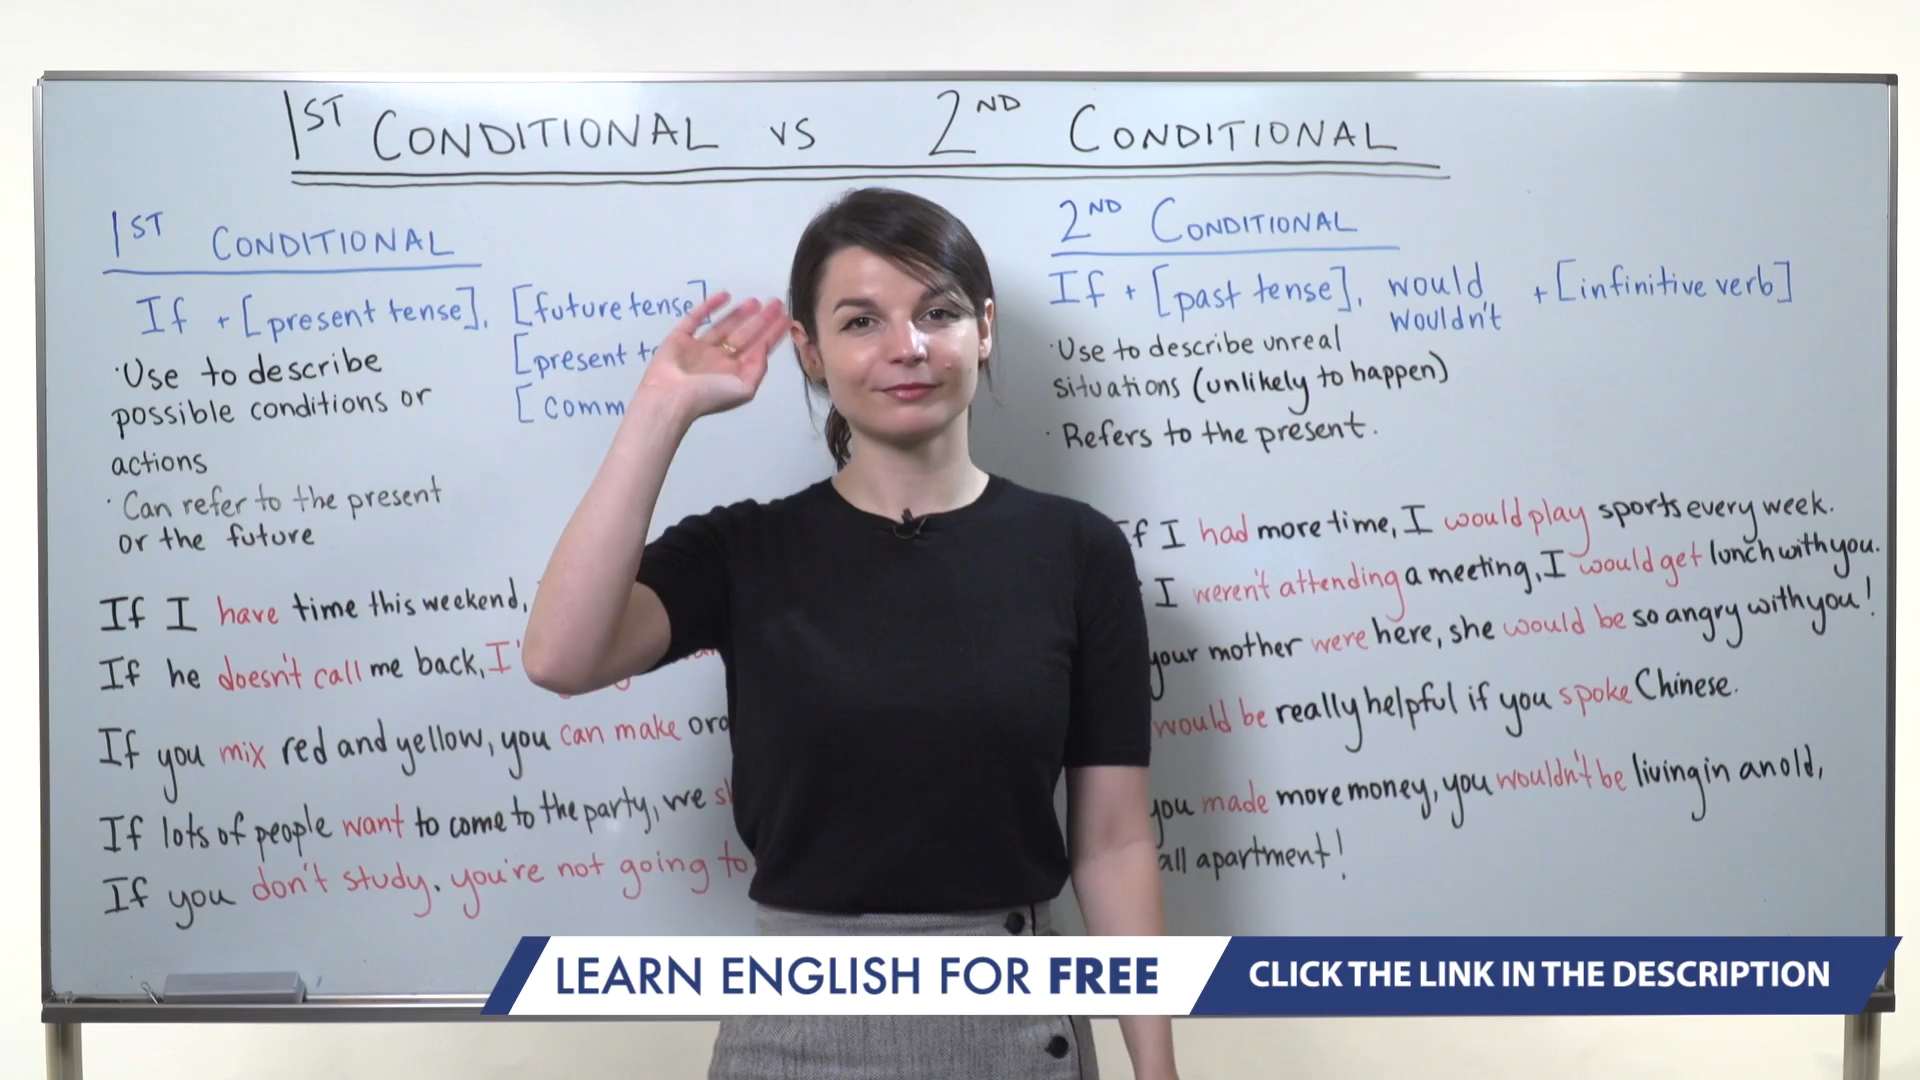 1ST CONDITIONAL vs 2ND CONDITIONAL
1ST CONDITIONAL
If + [present tense], [future tense]
[present
[comm
·Use to describe
possible conditions or
actions
·Can refer to the present
or the future
If I have time this weekend,
If he doesn't call me back, I'
If you mix red and yellow, you can make
If lots of people want to come to the party, we
If you don't study, you're not going to
2ND CONDITIONAL
If + [past tense], would + [infinitive verb]
wouldn't
·Use to describe unreal
situations (unlikely to happen)
·Refers to the present.
If I had more time, I would play sports every week.
I weren't attending a meeting, I would get lunch with you.
your mother were here, she would be so angry with you!
would be really helpful if you spoke Chinese.
you made more money, you wouldn't be living in an old,
all apartment!
LEARN ENGLISH FOR FREE
CLICK THE LINK IN THE DESCRIPTION